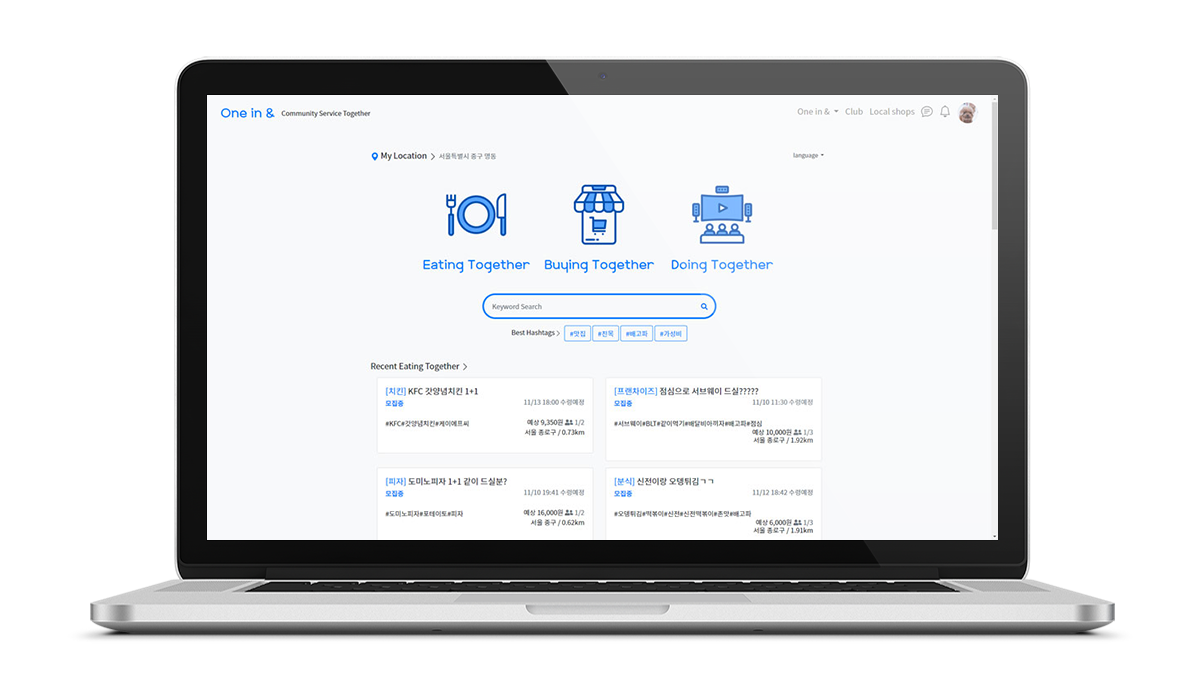 One in & Community Service Together One in & Club Local shops
My Location > 서울특별시 중구 명동 language
Eating Together Buying Together Doing Together
Keyword Search
Best Hashtags > #맛집 #친목 #배고파 #가성비
Recent Eating Together >
[치킨] KFC 갓양념치킨 1+1
모집중 11/13 18:00 수령예정
#KFC#갓양념치킨#케이에프씨
예상 9,350원 1/2
서울 종로구 / 0.73km
[프랜차이즈] 점심으로 서브웨이 드실?????
모집중 11/10 11:30 수령예정
#서브웨이#BLT#같이먹기#배달비아끼자#배고파#점심
예상 10,000원 1/3
서울 종로구 / 1.92km
[피자] 도미노피자 1+1 같이 드실분?
모집중 11/10 19:41 수령예정
#도미노피자#포테이토#피자
예상 16,000원 1/2
서울 중구 / 0.62km
[분식] 신전이랑 오뎅튀김ㄱㄱ
모집중 11/12 18:42 수령예정
#오뎅튀김#떡볶이#신전#신전떡볶이#존맛#배고파
예상 6,000원 1/3
서울 종로구 / 1.91km